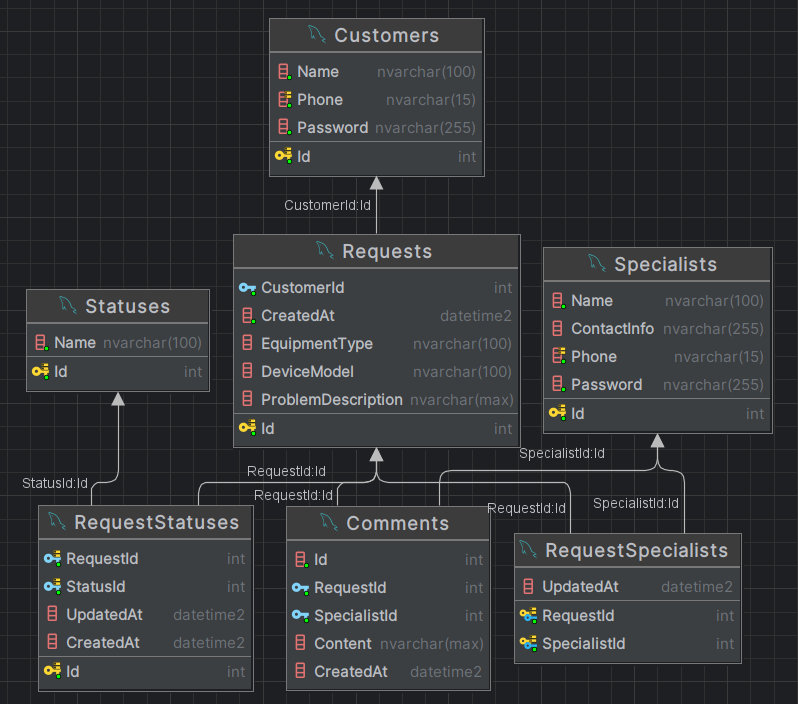 Customers
Name nvarchar(100)
Phone nvarchar(15)
Password nvarchar(255)
Id int
CustomerId:Id
Requests
CustomerId int
CreatedAt datetime2
EquipmentType nvarchar(100)
DeviceModel nvarchar(100)
ProblemDescription nvarchar(max)
Id int
Specialists
Name nvarchar(100)
ContactInfo nvarchar(255)
Phone nvarchar(15)
Password nvarchar(255)
Id int
Statuses
Name nvarchar(100)
Id int
StatusId:Id
RequestId:Id
RequestId:Id
SpecialistId:Id
RequestId:Id
SpecialistId:Id
RequestStatuses
RequestId int
StatusId int
UpdatedAt datetime2
CreatedAt datetime2
Id int
Comments
Id int
RequestId int
SpecialistId int
Content nvarchar(max)
CreatedAt datetime2
RequestSpecialists
UpdatedAt datetime2
RequestId int
SpecialistId int